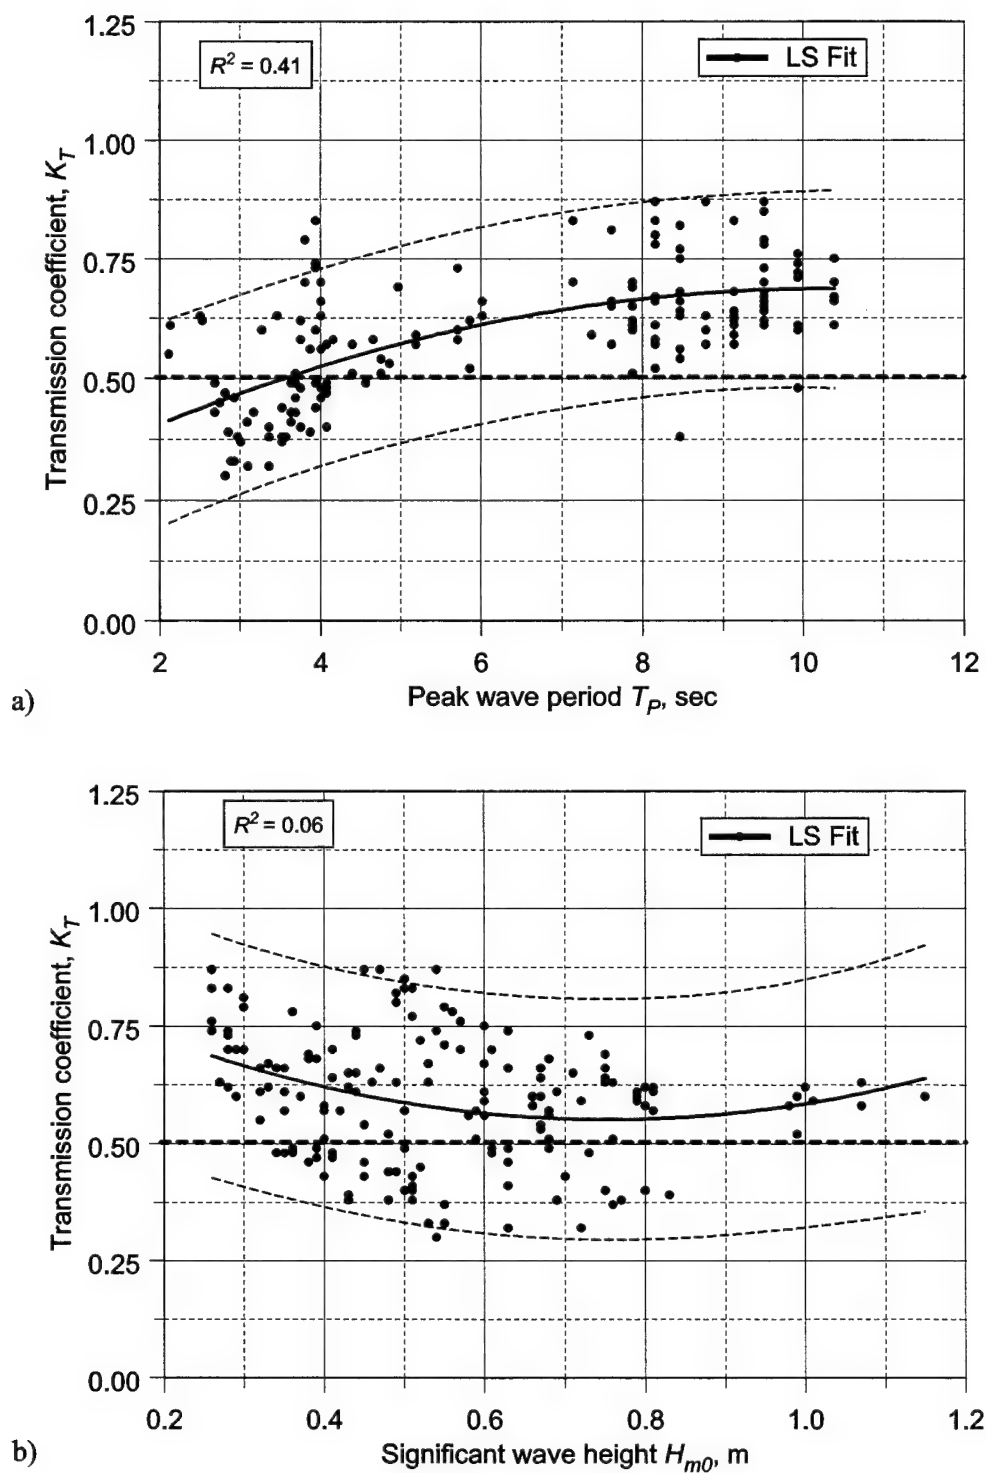 1.25
R² = 0.41
LS Fit
1.00
0.75
0.50
0.25
0.00
Transmission coefficient, K_T
2 4 6 8 10 12
Peak wave period T_P, sec
a)
1.25
R² = 0.06
LS Fit
1.00
0.75
0.50
0.25
0.00
Transmission coefficient, K_T
0.2 0.4 0.6 0.8 1.0 1.2
Significant wave height H_m0, m
b)